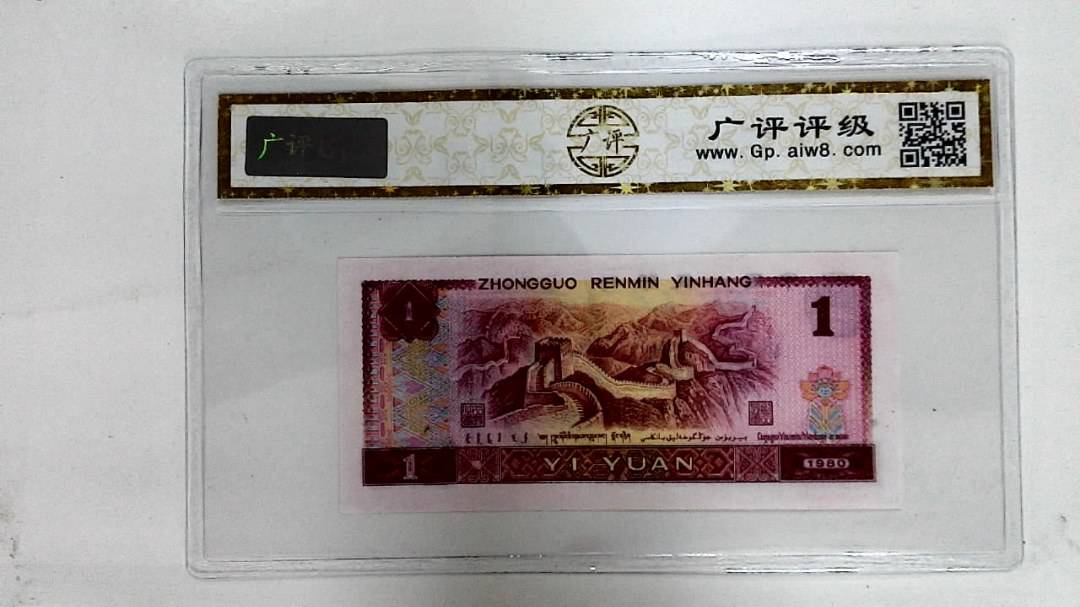 广评
广评
广评评级
www.Gp.aiw8.com
ZHONGGUO RENMIN YINHANG
1
1
1
YI YUAN
1980